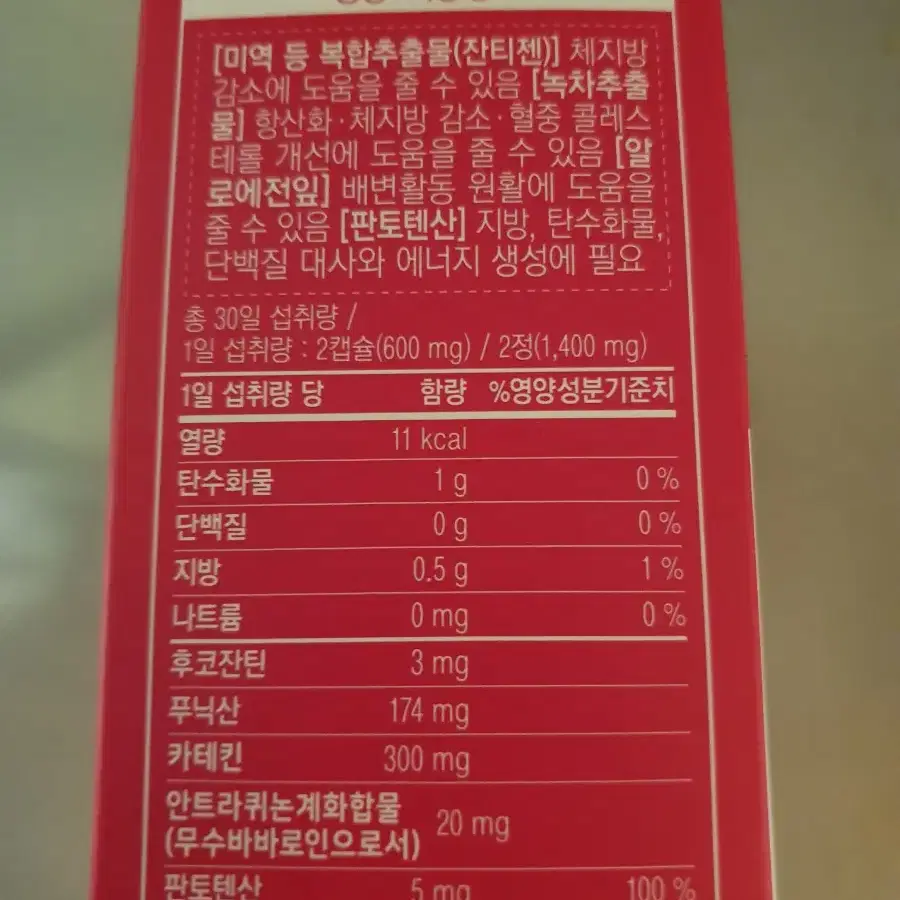 [미역 등 복합추출물(잔티젠)] 체지방
감소에 도움을 줄 수 있음 [녹차추출
물] 항산화·체지방 감소·혈중 콜레스
테롤 개선에 도움을 줄 수 있음 [알
로에전잎] 배변활동 원활에 도움을
줄 수 있음 [판토텐산] 지방, 탄수화물,
단백질 대사와 에너지 생성에 필요
총 30일 섭취량 /
1일 섭취량 : 2캡슐(600 mg) / 2정(1,400 mg)
1일 섭취량 당 함량 %영양성분기준치
열량 11 kcal
탄수화물 1 g 0 %
단백질 0 g 0 %
지방 0.5 g 1 %
나트륨 0 mg 0 %
후코잔틴 3 mg
푸닉산 174 mg
카테킨 300 mg
안트라퀴논계화합물
(무수바바로인으로서) 20 mg
판토텐산 5 mg 100 %